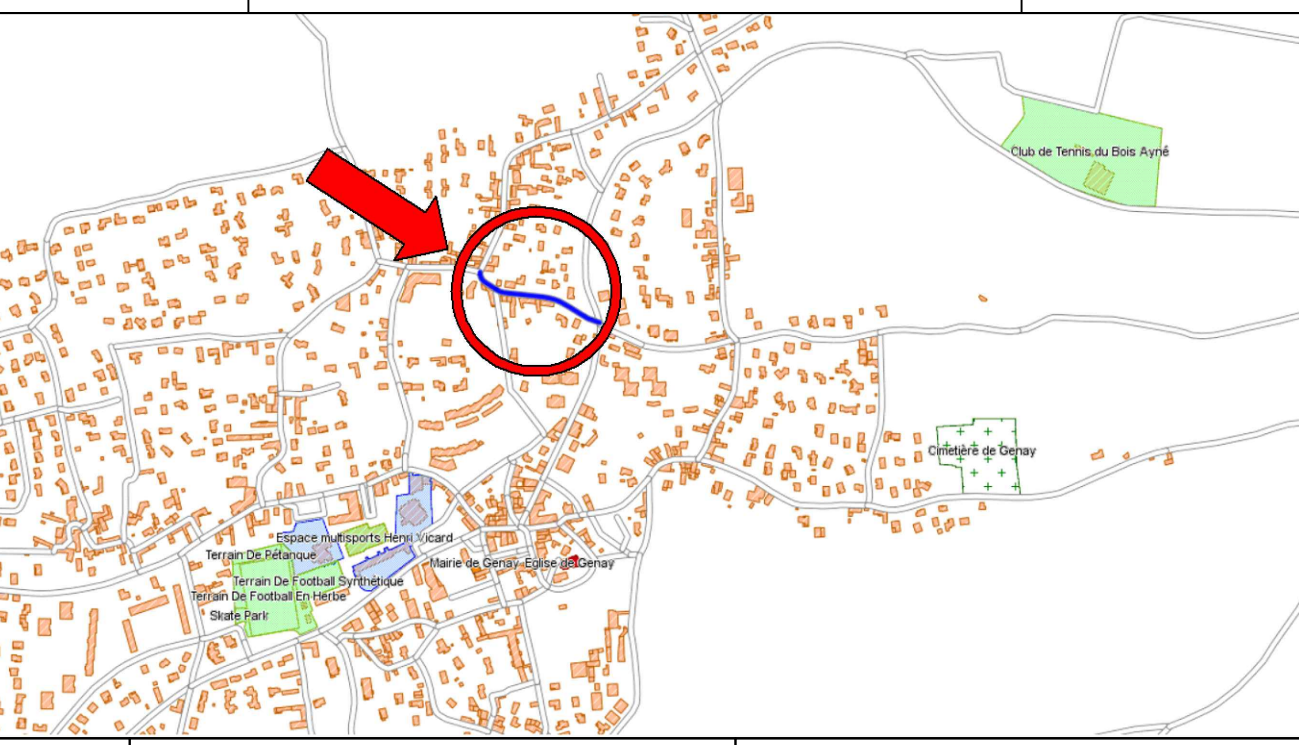 Club de Tennis du Bois Ayné
Cimetière de Genay
Espace multisports Henri Vicard
Terrain De Pétanque
Mairie de Genay
Eglise de Genay
Terrain De Football Synthétique
Terrain De Football En Herbe
Skate Park